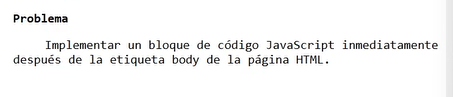 Problema
Implementar un bloque de código JavaScript inmediatamente
después de la etiqueta body de la página HTML.